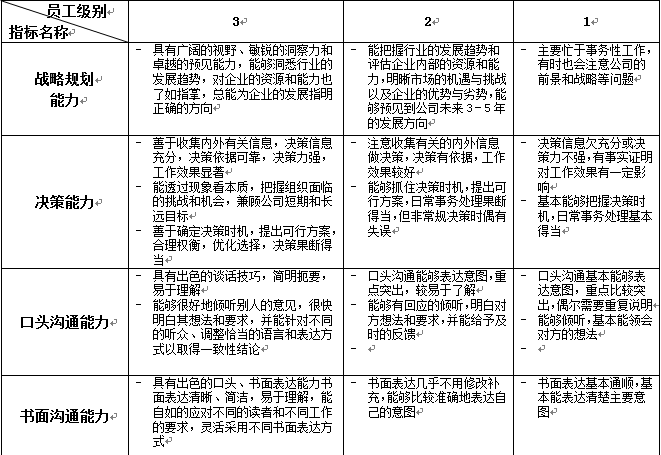 员工级别
指标名称
3
2
1
战略规划
能力
- 具有广阔的视野、敏锐的洞察力和
卓越的预见能力，能够洞悉行业的
发展趋势，对企业的资源和能力也
了如指掌，总能为企业的发展指明
正确的方向
- 能把握行业的发展趋势和
评估企业内部的资源和能
力，明晰市场的机遇与挑战
以及企业的优势与劣势，能
够预见到公司未来3-5年
的发展方向
- 主要忙于事务性工作，
有时也会注意公司的
前景和战略等问题
决策能力
- 善于收集内外有关信息，决策信息
充分，决策依据可靠，决策力强，
工作效果显著
- 能透过现象看本质，把握组织面临
的挑战和机会，兼顾公司短期和长
远目标
- 善于确定决策时机，提出可行方案，
合理权衡，优化选择，决策果断得
当
- 注意收集有关的内外信息
做决策，决策有依据，工作
效果较好
- 能够抓住决策时机，提出可
行方案，日常事务处理果断
得当，但非常规决策时偶有
失误
- 决策信息欠充分或决
策力不强，有事实证明
对工作效果有一定影
响
- 基本能够把握决策时
机，日常事务处理基本
得当
口头沟通能力
- 具有出色的谈话技巧，简明扼要，
易于理解
- 能够很好地倾听别人的意见，很快
明白其想法和要求，并能针对不同
的听众、调整恰当的语言和表达方
式以取得一致性结论
- 口头沟通能够表达意图，重
点突出，较易于了解
- 能够有回应的倾听，明白对
方想法和要求，并能给予及
时的反馈
-
- 口头沟通基本能够表
达意图，重点比较突
出，偶尔需要重复说明
- 能够倾听，基本能领会
对方的想法
-
-
书面沟通能力
- 具有出色的口头、书面表达能力书
面表达清晰、简洁，易于理解，能
自如的应对不同的读者和不同工作
的要求，灵活采用不同书面表达方
式
- 书面表达几乎不用修改补
充，能够比较准确地表达自
己的意图
- 书面表达基本通顺，基
本能表达清楚主要意
图